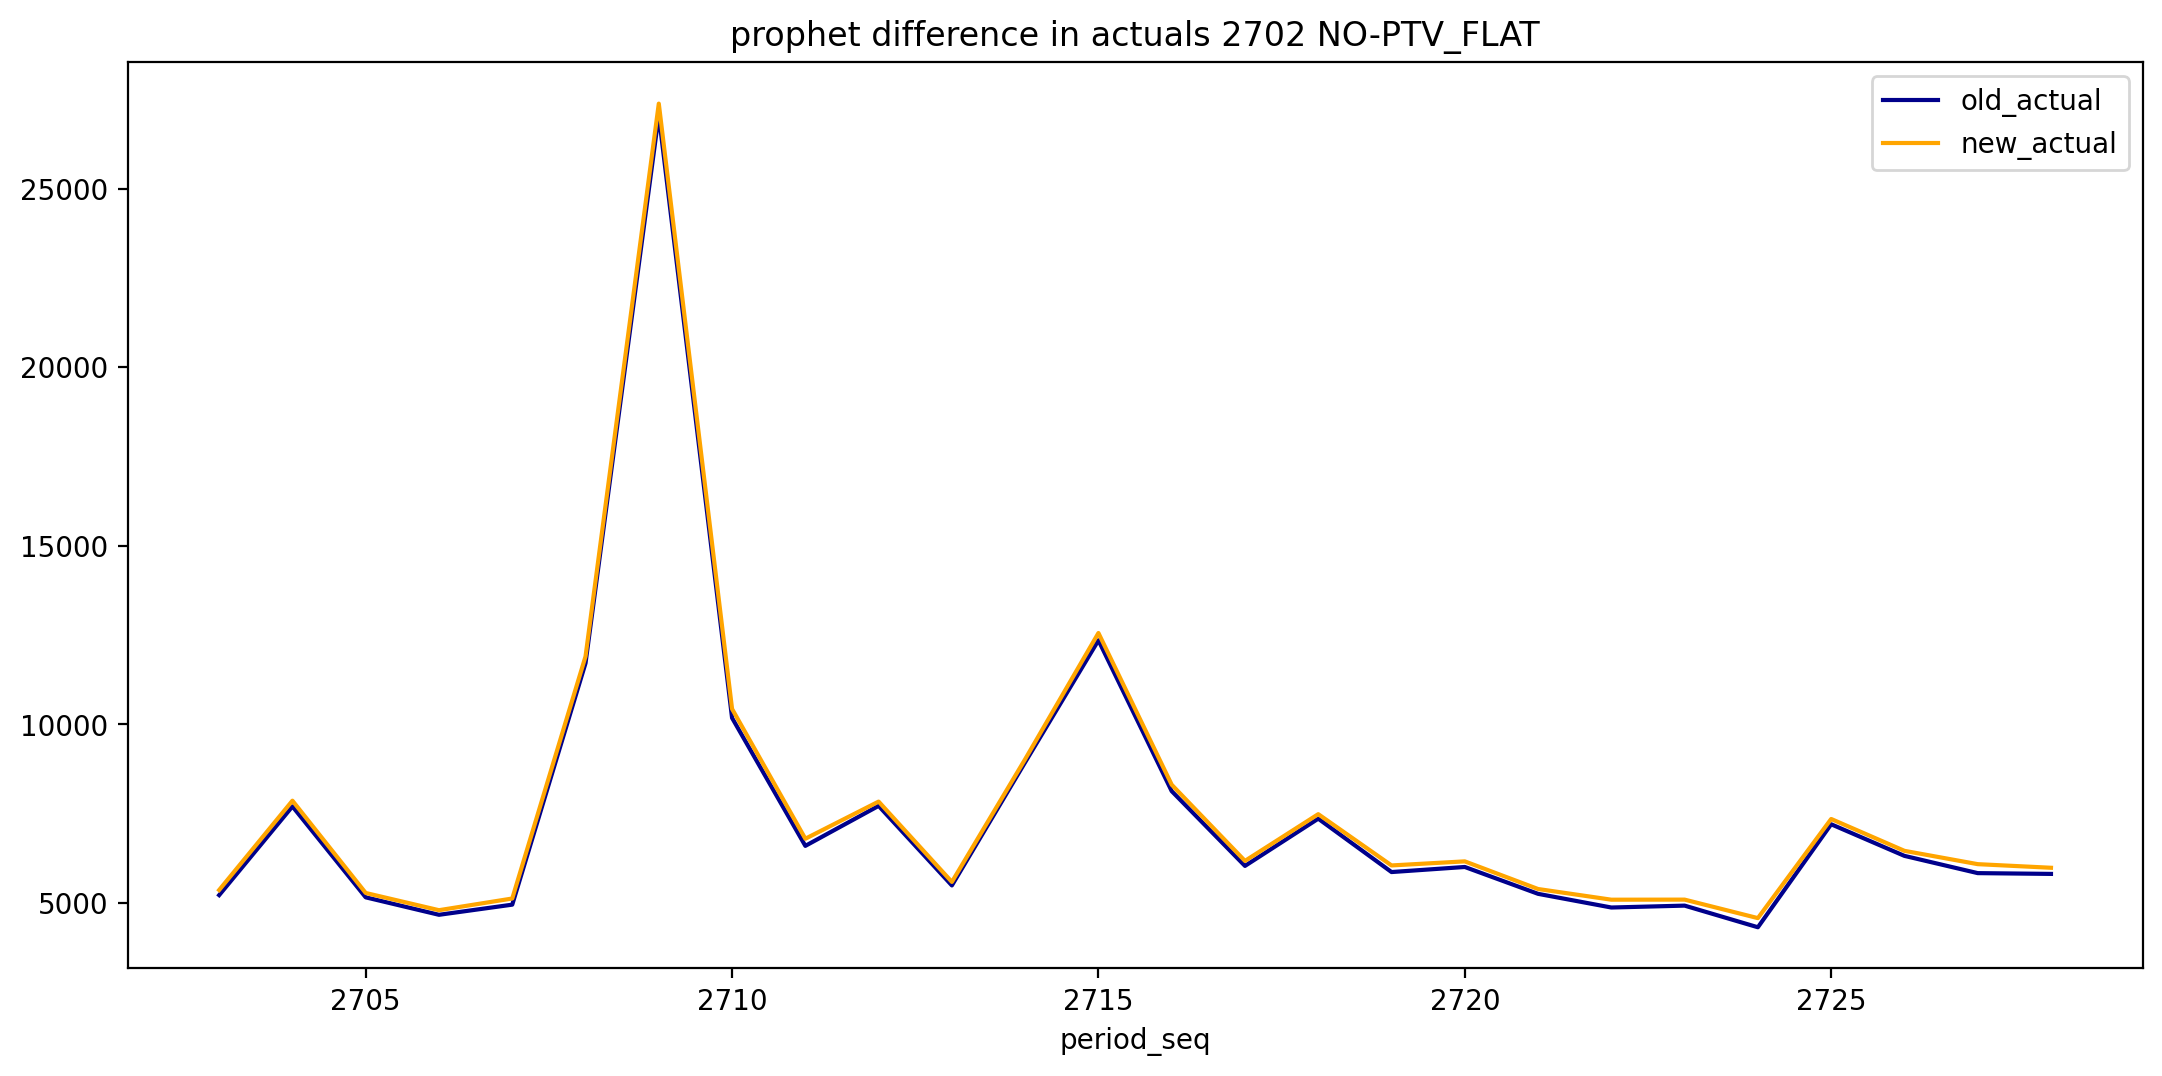 prophet difference in actuals 2702 NO-PTV_FLAT
old_actual
new_actual
25000
20000
15000
10000
5000
2705 2710 2715 2720 2725
period_seq